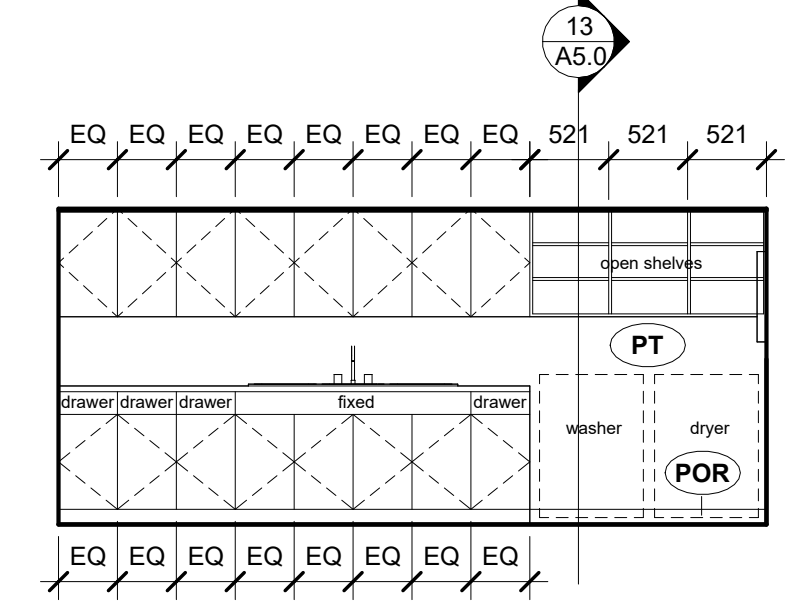 13
A5.0
EQ EQ EQ EQ EQ EQ EQ EQ 521 521 521
open shelves
PT
drawer drawer drawer fixed drawer
washer dryer
POR
EQ EQ EQ EQ EQ EQ EQ EQ